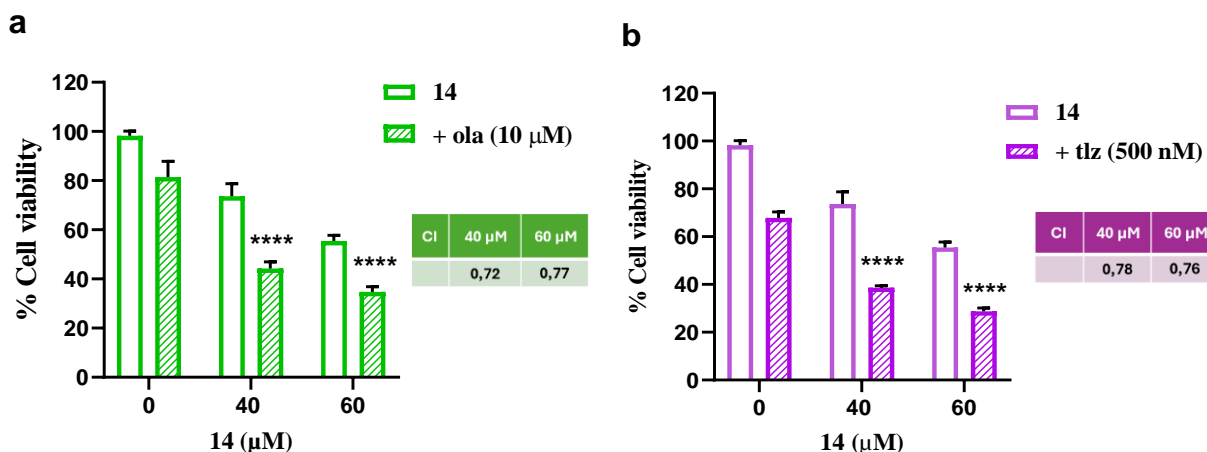 a
120
100
80
60
40
20
0
% Cell viability
0 40 60
14 (µM)
14
+ ola (10 µM)
CI 40 µM 60 µM
0,72 0,77
****
****
b
120
100
80
60
40
20
0
% Cell viability
0 40 60
14 (µM)
14
+ tlz (500 nM)
CI 40 µM 60 µM
0,78 0,76
****
****